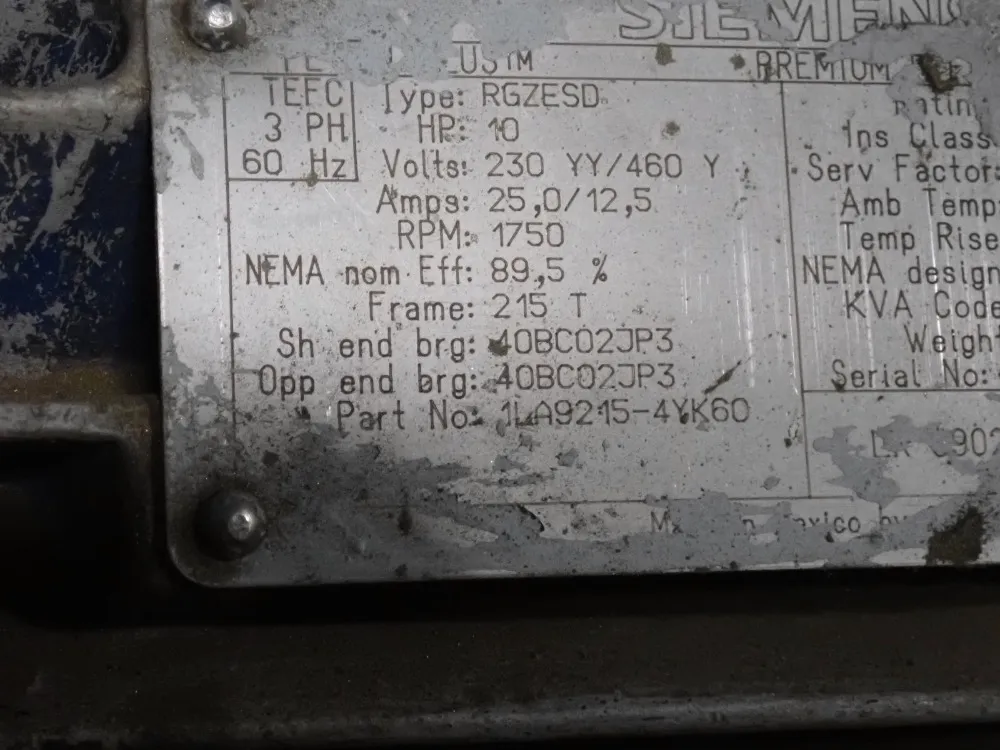 SIEMENS
PREMIUM
TEFC
3 PH
60 Hz
Type: RGZESD
HP: 10
Volts: 230 YY/460 Y
Amps: 25,0/12,5
RPM: 1750
NEMA nom Eff: 89,5 %
Frame: 215 T
Sh end brg: 40BC02JP3
Opp end brg: 40BC02JP3
Part No: 1LA9215-4YK60
Ins Class
Serv Factor:
Amb Temp
Temp Rise
NEMA design
KVA Code
Weight
Serial No: